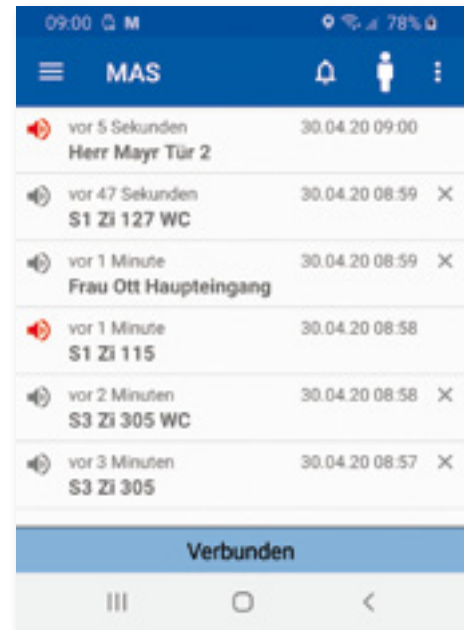 09:00 M 78%
MAS
vor 5 Sekunden 30.04.20 09:00
Herr Mayr Tür 2
vor 47 Sekunden 30.04.20 08:59
S1 Zi 127 WC
vor 1 Minute 30.04.20 08:59
Frau Ott Haupteingang
vor 1 Minute 30.04.20 08:58
S1 Zi 115
vor 2 Minuten 30.04.20 08:58
S3 Zi 305 WC
vor 3 Minuten 30.04.20 08:57
S3 Zi 305
Verbunden